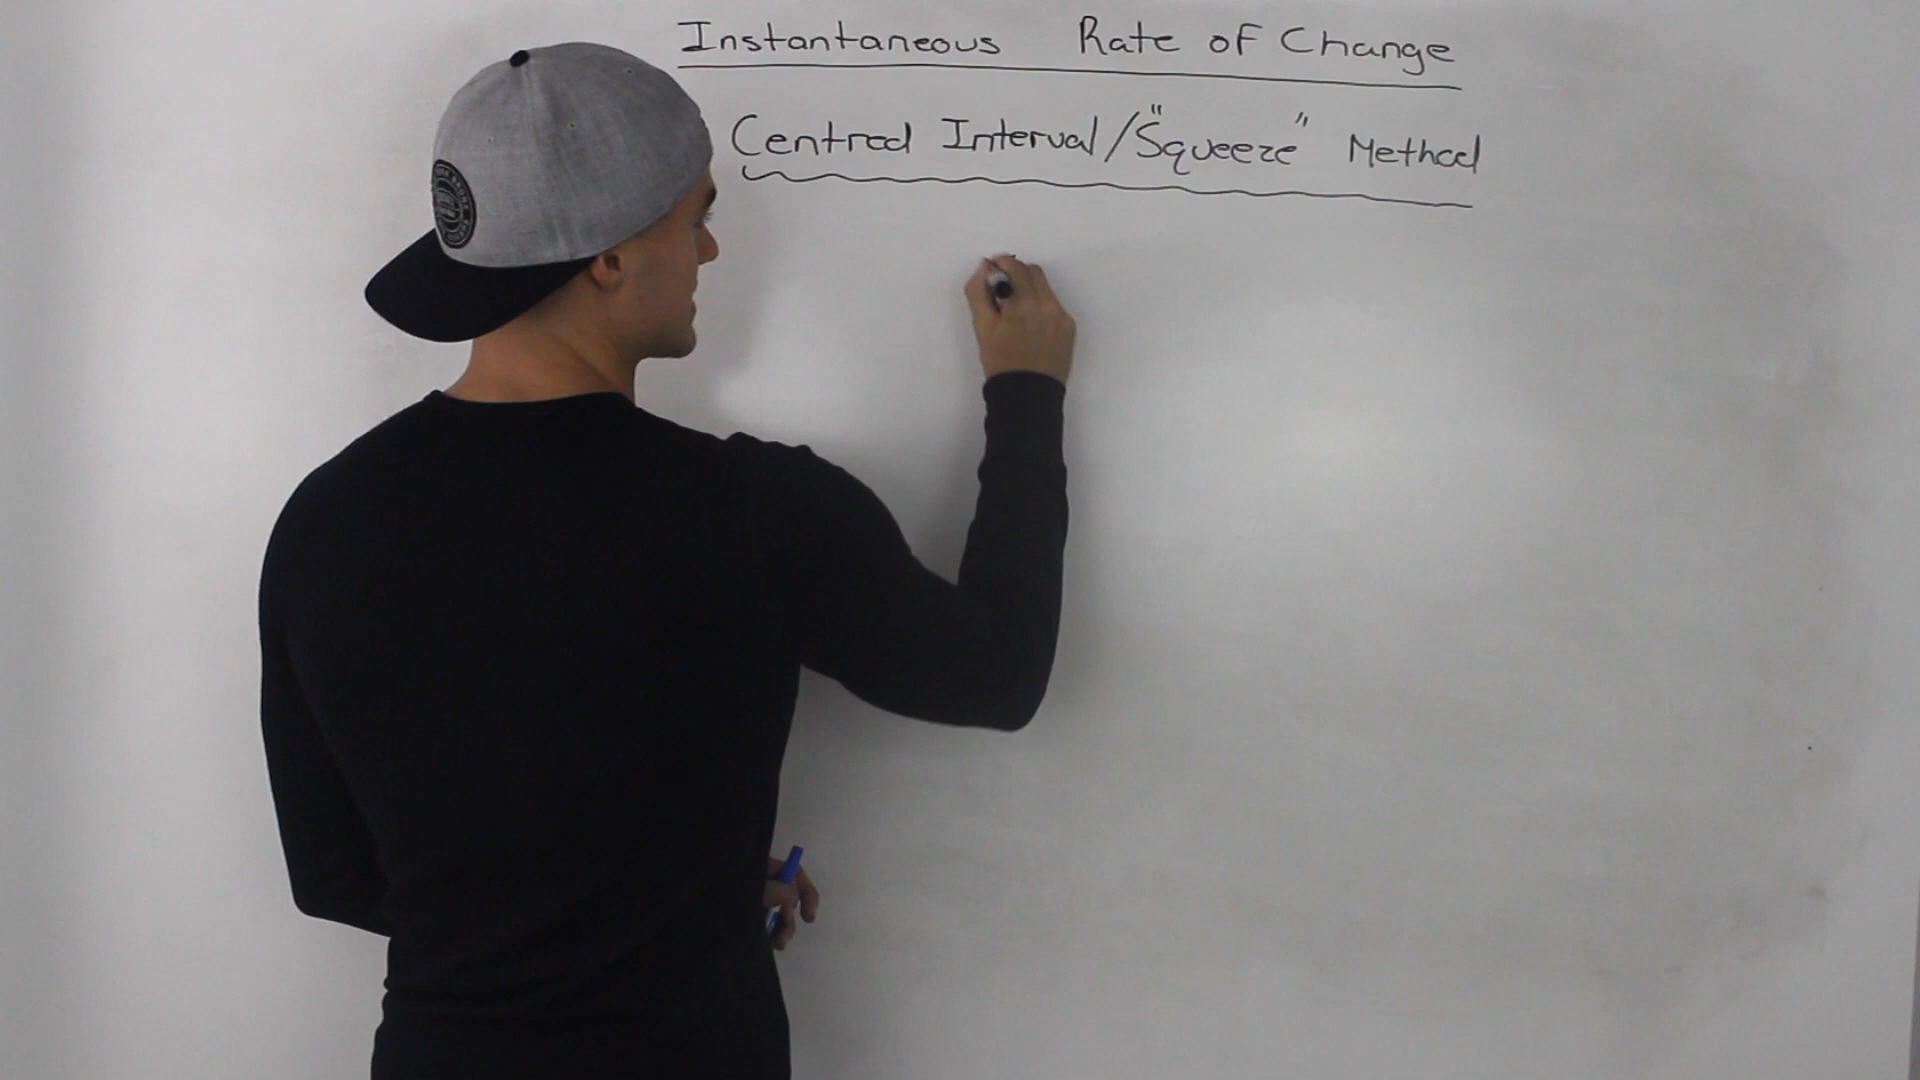 Instantaneous Rate of Change
Centred Interval/"Squeeze" Method